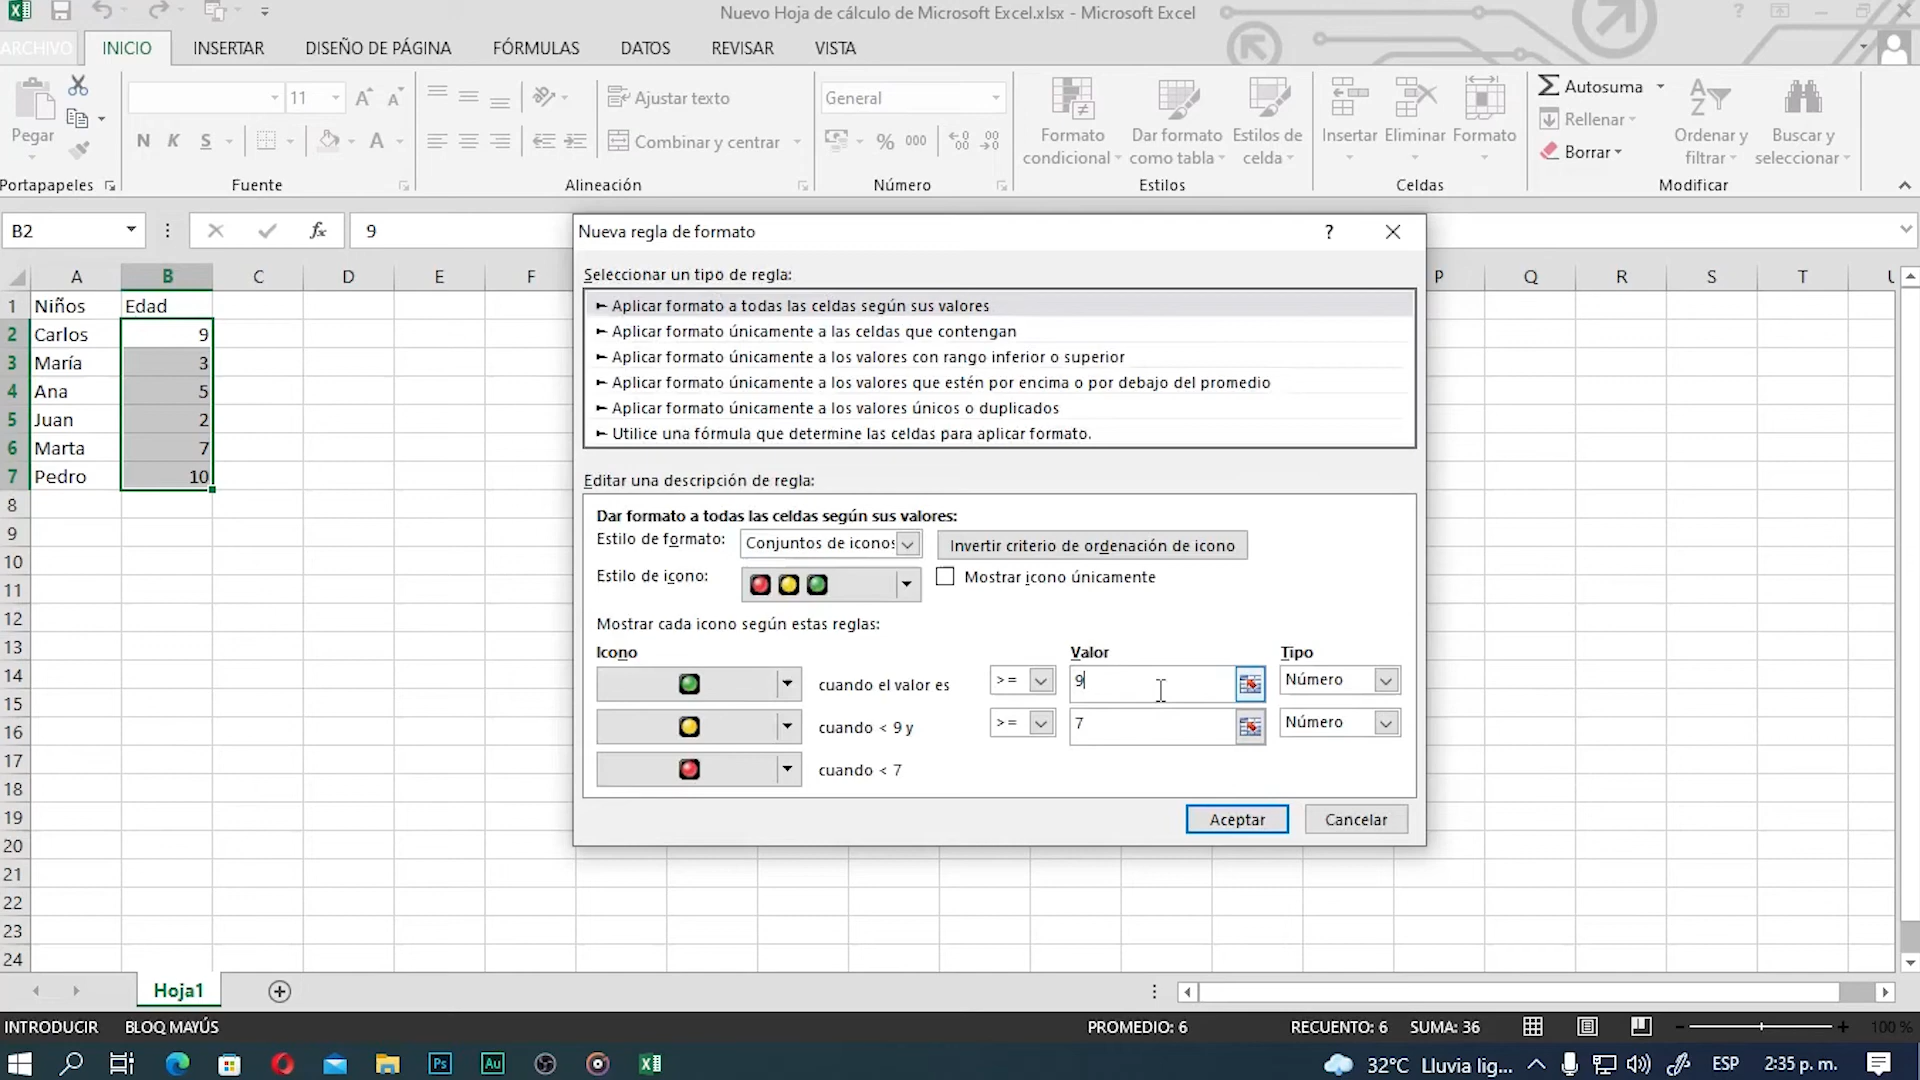 Nuevo Hoja de cálculo de Microsoft Excel.xlsx - Microsoft Excel
?
ARCHIVO INICIO INSERTAR DISEÑO DE PÁGINA FÓRMULAS DATOS REVISAR VISTA
Pegar
11
A A
N K S
A
Ajustar texto
Combinar y centrar
General
% 000
Formato condicional
Dar formato como tabla
Estilos de celda
Insertar Eliminar Formato
Autosuma
Rellenar
Borrar
Ordenar y filtrar
Buscar y seleccionar
Portapapeles Fuente Alineación Número Estilos Celdas Modificar
B2
fx
9
A B C D E F P Q R S T U
1 Niños Edad
2 Carlos 9
3 María 3
4 Ana 5
5 Juan 2
6 Marta 7
7 Pedro 10
8
9
10
11
12
13
14
15
16
17
18
19
20
21
22
23
24
Nueva regla de formato
?
Seleccionar un tipo de regla:
► Aplicar formato a todas las celdas según sus valores
► Aplicar formato únicamente a las celdas que contengan
► Aplicar formato únicamente a los valores con rango inferior o superior
► Aplicar formato únicamente a los valores que estén por encima o por debajo del promedio
► Aplicar formato únicamente a los valores únicos o duplicados
► Utilice una fórmula que determine las celdas para aplicar formato.
Editar una descripción de regla:
Dar formato a todas las celdas según sus valores:
Estilo de formato: Conjuntos de iconos Invertir criterio de ordenación de icono
Estilo de icono: Mostrar icono únicamente
Mostrar cada icono según estas reglas:
Icono Valor Tipo
cuando el valor es >= 9 Número
cuando < 9 y >= 7 Número
cuando < 7
Aceptar Cancelar
Hoja1
INTRODUCIR BLOQ MAYÚS PROMEDIO: 6 RECUENTO: 6 SUMA: 36 100 %
Ps Au 32°C Lluvia lig... ESP 2:35 p. m.